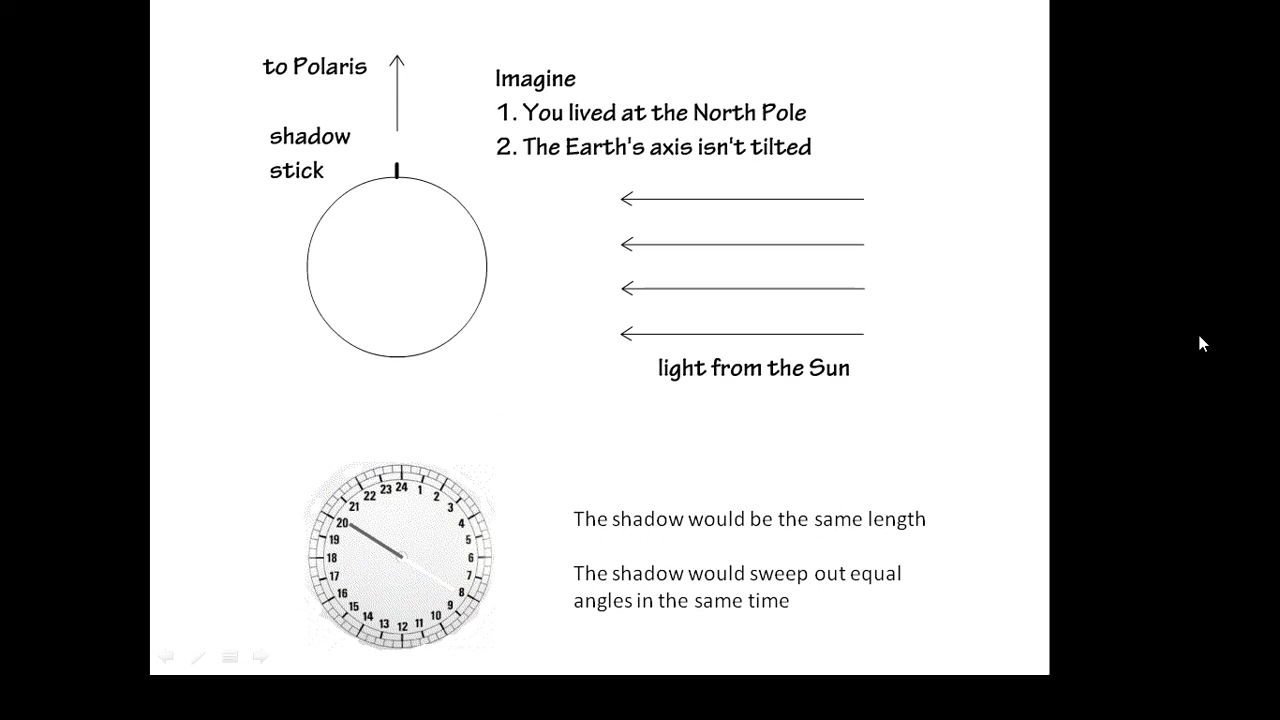 to Polaris
Imagine
1. You lived at the North Pole
shadow
2. The Earth's axis isn't tilted
stick
light from the Sun
24
1
2
3
4
5
6
7
8
9
10
11
12
13
14
15
16
17
18
19
20
21
22
23
The shadow would be the same length
The shadow would sweep out equal
angles in the same time